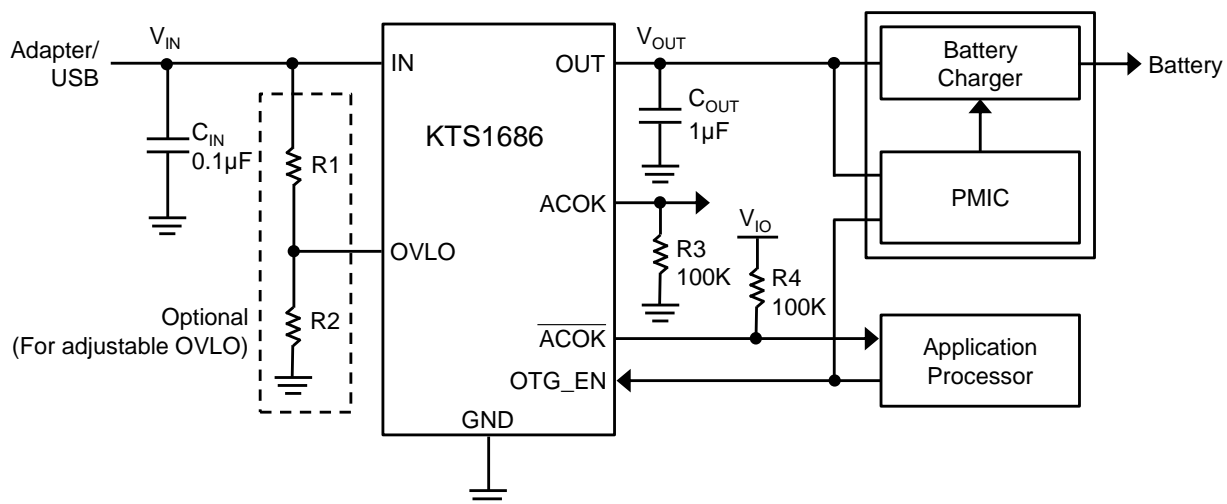 Adapter/
USB
V_IN
C_IN
0.1µF
R1
R2
Optional
(For adjustable OVLO)
IN
OVLO
KTS1686
OUT
ACOK
A̅C̅O̅K̅
OTG_EN
GND
V_OUT
C_OUT
1µF
R3
100K
V_IO
R4
100K
Battery
Charger
PMIC
Battery
Application
Processor